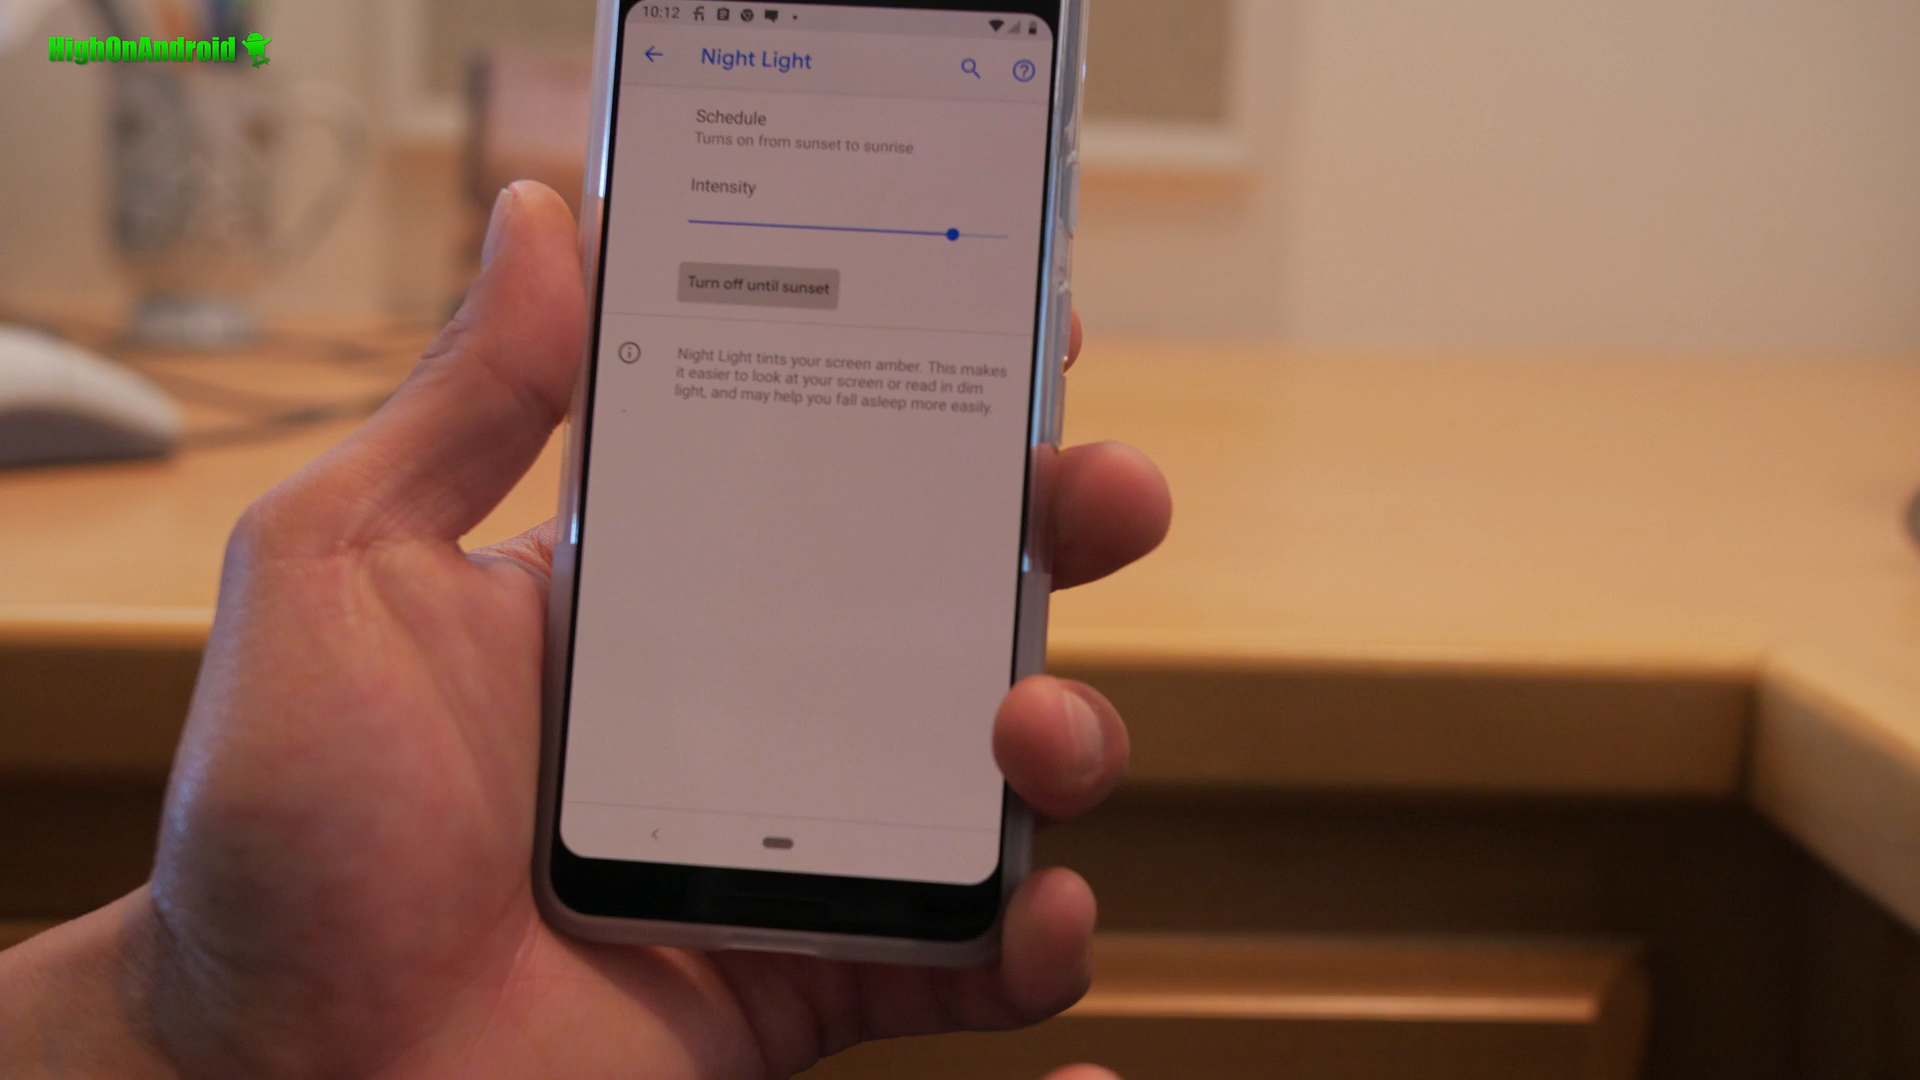 HighOnAndroid
10:12
Night Light
Schedule
Turns on from sunset to sunrise
Intensity
Turn off until sunset
Night Light tints your screen amber. This makes
it easier to look at your screen or read in dim
light, and may help you fall asleep more easily.